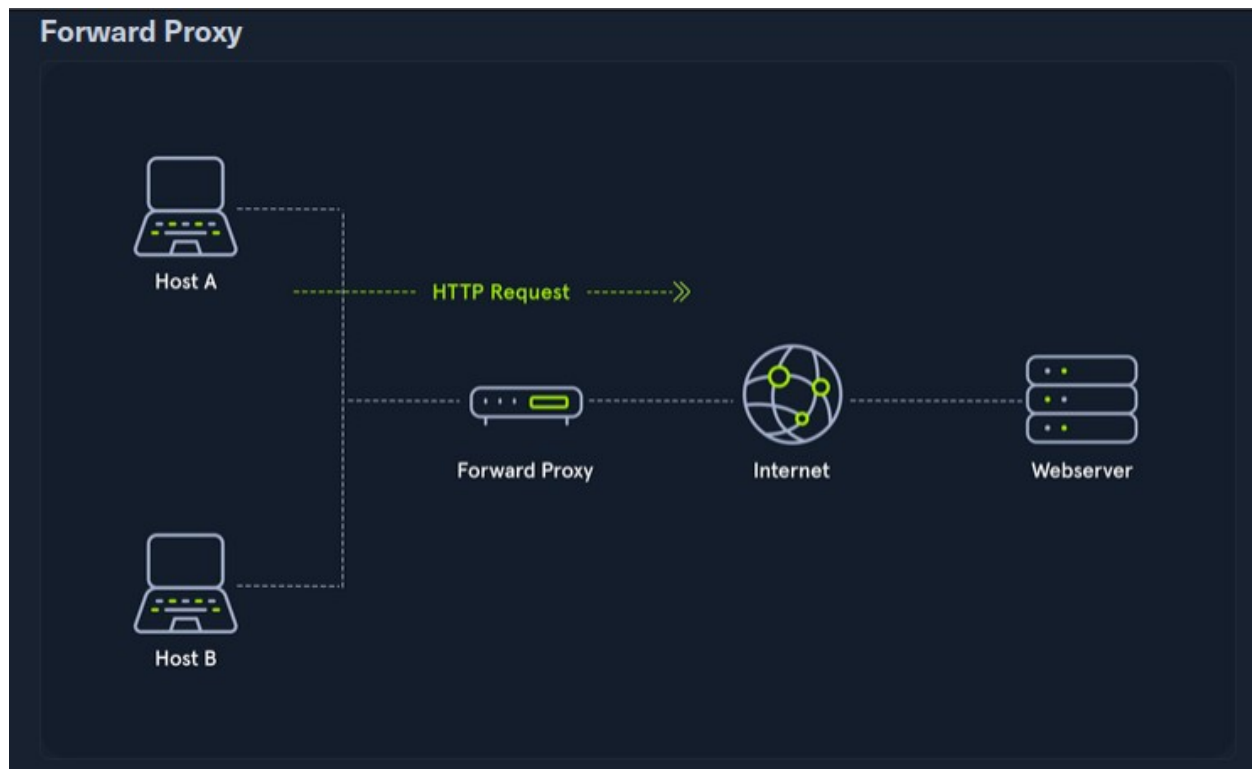 Forward Proxy
Host A
HTTP Request
Forward Proxy
Internet
Webserver
Host B